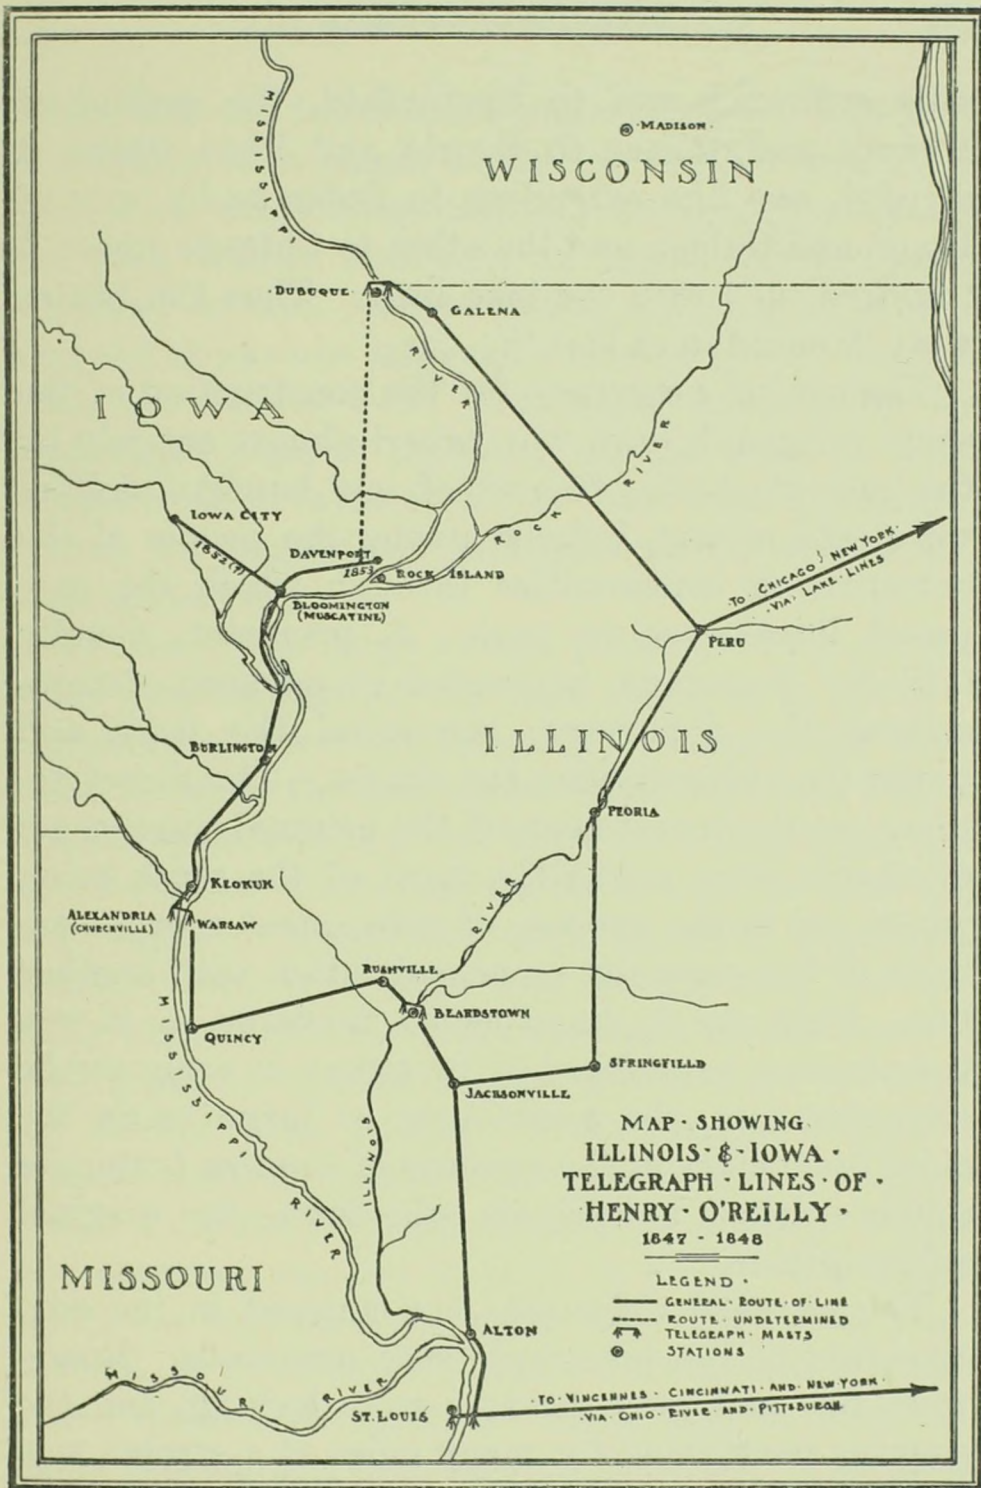 MISSISSIPPI
· MADISON ·
WISCONSIN
· DUBUQUE ·
GALENA
RIVER
IOWA
ROCK RIVER
IOWA CITY
1852(?)
DAVENPORT
1853
ROCK ISLAND
BLOOMINGTON
(MUSCATINE)
· TO · CHICAGO & NEW YORK ·
· VIA · LAKE · LINES
PERU
ILLINOIS
BURLINGTON
PEORIA
KEOKUK
ALEXANDRIA
(CHURCHVILLE)
WARSAW
RIVER
RUSHVILLE
BEARDSTOWN
MISSISSIPPI
QUINCY
SPRINGFIELD
JACKSONVILLE
ILLINOIS
RIVER
MAP · SHOWING
ILLINOIS · & · IOWA ·
TELEGRAPH · LINES · OF ·
HENRY · O'REILLY ·
1847 - 1848
LEGEND ·
GENERAL · ROUTE · OF · LINE
ROUTE · UNDETERMINED
TELEGRAPH · MASTS
STATIONS
MISSOURI
ALTON
MISSOURI RIVER
ST. LOUIS
· TO · VINCENNES · CINCINNATI · AND · NEW · YORK ·
· VIA · OHIO · RIVER · AND · PITTSBURGH